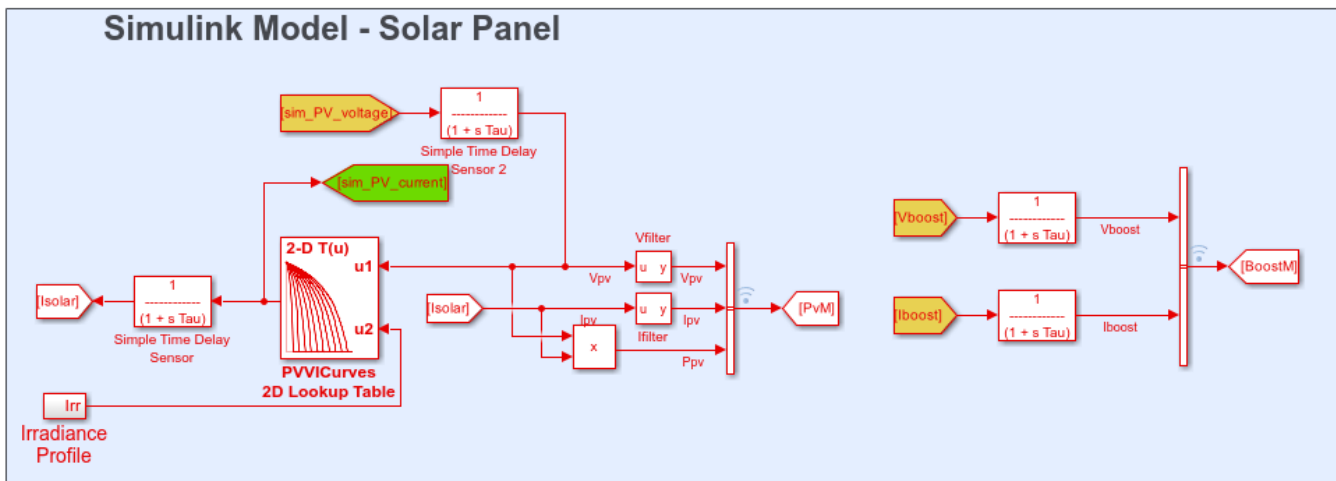 Simulink Model - Solar Panel
[sim_PV_voltage]
1
------------
(1 + s Tau)
Simple Time Delay
Sensor 2
[sim_PV_current]
2-D T(u)
u1
u2
PVVICurves
2D Lookup Table
[Isolar]
1
------------
(1 + s Tau)
Simple Time Delay
Sensor
Irr
Irradiance
Profile
Vfilter
u y
Vpv
Vpv
[Isolar]
Ipv
u y
Ipv
Ifilter
x
Ppv
[PvM]
[Vboost]
1
------------
(1 + s Tau)
Vboost
[BoostM]
[Iboost]
1
------------
(1 + s Tau)
Iboost